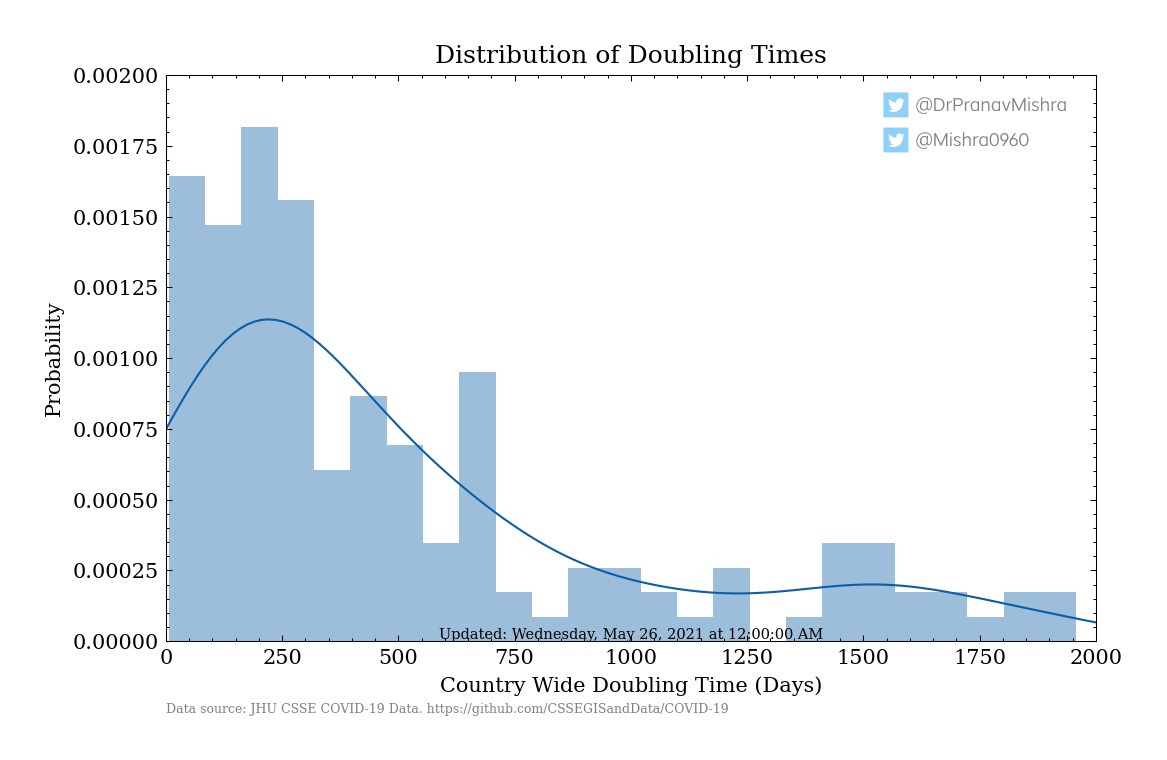 Distribution of Doubling Times
@DrPranavMishra
@Mishra0960
Probability
0.00200
0.00175
0.00150
0.00125
0.00100
0.00075
0.00050
0.00025
0.00000
Updated: Wednesday, May 26, 2021 at 12:00:00 AM
0 250 500 750 1000 1250 1500 1750 2000
Country Wide Doubling Time (Days)
Data source: JHU CSSE COVID-19 Data. https://github.com/CSSEGISandData/COVID-19